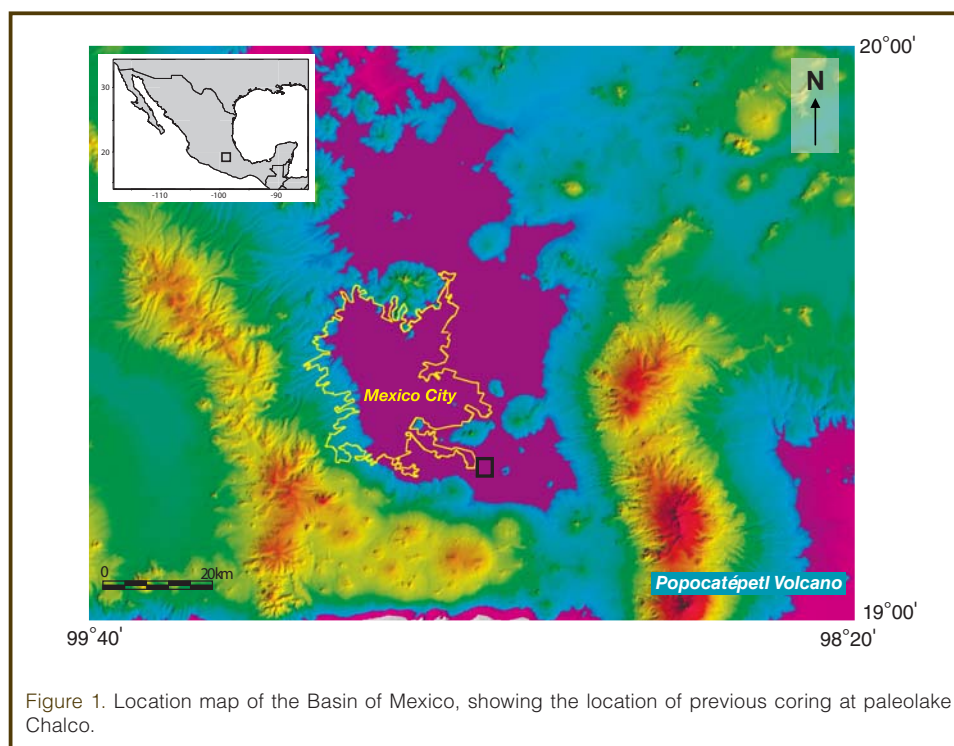 20°00'
N
30
20
-110
-100
-90
Mexico City
0
20km
Popocatépetl Volcano
19°00'
99°40'
98°20'
Figure 1. Location map of the Basin of Mexico, showing the location of previous coring at paleolake
Chalco.